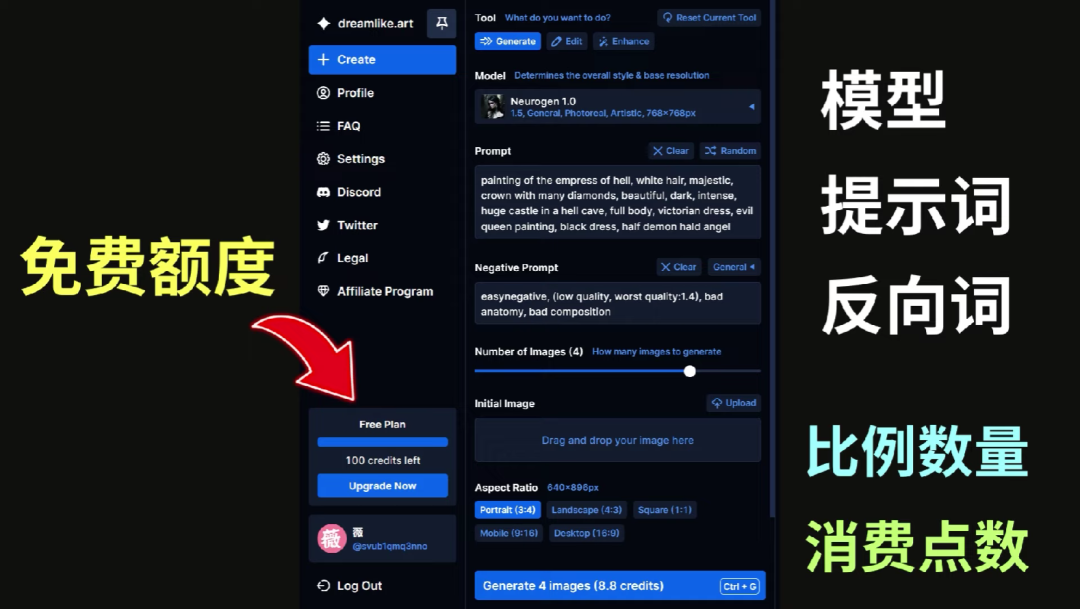 免费额度
dreamlike.art
Create
Profile
FAQ
Settings
Discord
Twitter
Legal
Affiliate Program
Free Plan
100 credits left
Upgrade Now
薇
薇
@svub1qmq3nno
Log Out
Tool What do you want to do? Reset Current Tool
Generate Edit Enhance
Model Determines the overall style & base resolution
Neurogen 1.0
1.5, General, Photoreal, Artistic, 768×768px
Prompt Clear Random
painting of the empress of hell, white hair, majestic,
crown with many diamonds, beautiful, dark, intense,
huge castle in a hell cave, full body, victorian dress, evil
queen painting, black dress, half demon hald angel
Negative Prompt Clear General
easynegative, (low quality, worst quality:1.4), bad
anatomy, bad composition
Number of Images (4) How many images to generate
Initial Image Upload
Drag and drop your image here
Aspect Ratio 640×896px
Portrait (3:4) Landscape (4:3) Square (1:1)
Mobile (9:16) Desktop (16:9)
Generate 4 images (8.8 credits) Ctrl + G
模型
提示词
反向词
比例数量
消费点数